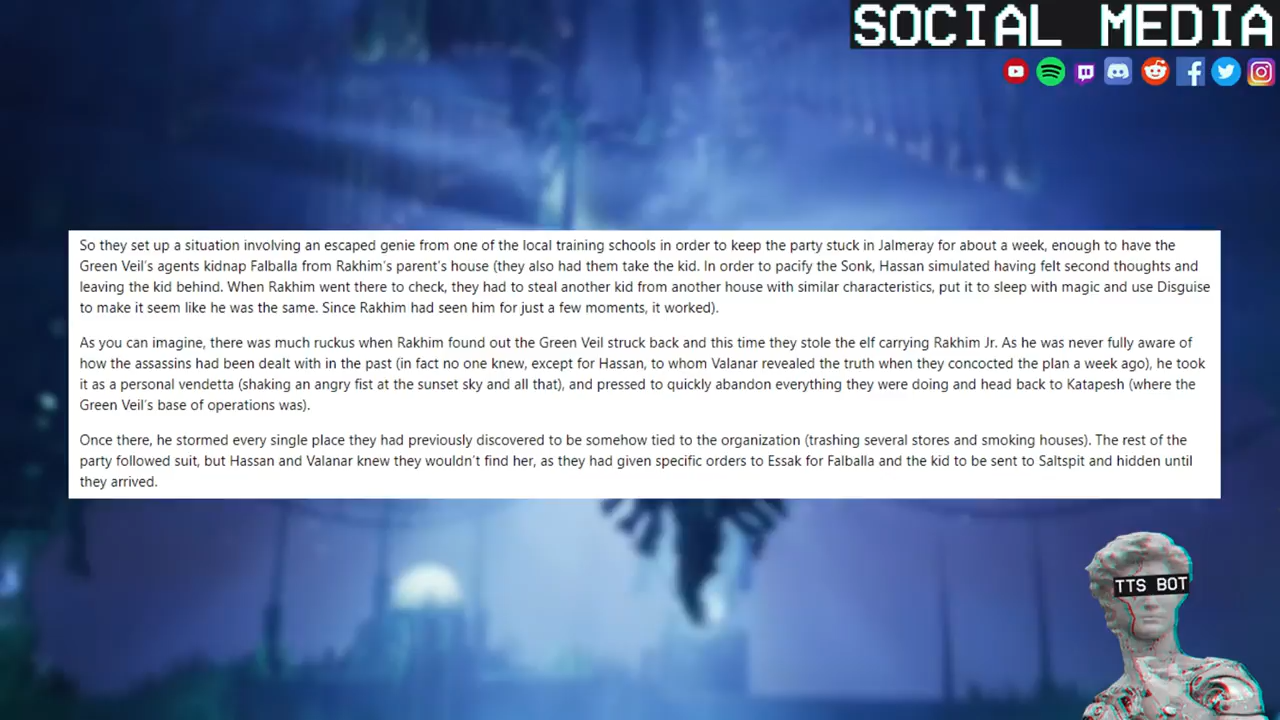 SOCIAL MEDIA
So they set up a situation involving an escaped genie from one of the local training schools in order to keep the party stuck in Jalmeray for about a week, enough to have the
Green Veil's agents kidnap Falballa from Rakhim's parent's house (they also had them take the kid. In order to pacify the Sonk, Hassan simulated having felt second thoughts and
leaving the kid behind. When Rakhim went there to check, they had to steal another kid from another house with similar characteristics, put it to sleep with magic and use Disguise
to make it seem like he was the same. Since Rakhim had seen him for just a few moments, it worked).
As you can imagine, there was much ruckus when Rakhim found out the Green Veil struck back and this time they stole the elf carrying Rakhim Jr. As he was never fully aware of
how the assassins had been dealt with in the past (in fact no one knew, except for Hassan, to whom Valanar revealed the truth when they concocted the plan a week ago), he took
it as a personal vendetta (shaking an angry fist at the sunset sky and all that), and pressed to quickly abandon everything they were doing and head back to Katapesh (where the
Green Veil's base of operations was).
Once there, he stormed every single place they had previously discovered to be somehow tied to the organization (trashing several stores and smoking houses). The rest of the
party followed suit, but Hassan and Valanar knew they wouldn't find her, as they had given specific orders to Essak for Falballa and the kid to be sent to Saltspit and hidden until
they arrived.
TTS BOT